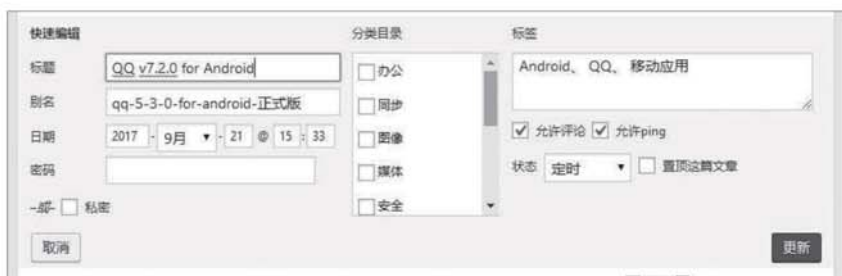 快速编辑
标题 QQ v7.2.0 for Android
别名 qq-5-3-0-for-android-正式版
日期 2017 - 9月 - 21 @ 15 : 33
密码
–或– 私密
分类目录
办公
同步
图像
媒体
安全
标签
Android、 QQ、 移动应用
允许评论 允许ping
状态 定时 置顶这篇文章
取消
更新